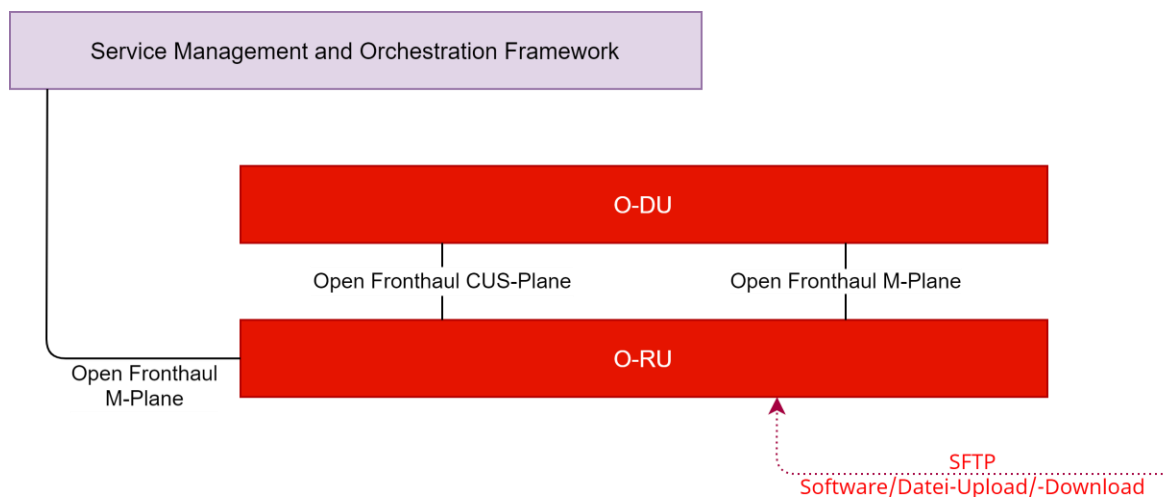 Service Management and Orchestration Framework
O-DU
Open Fronthaul CUS-Plane
Open Fronthaul M-Plane
O-RU
Open Fronthaul
M-Plane
SFTP
Software/Datei-Upload/-Download